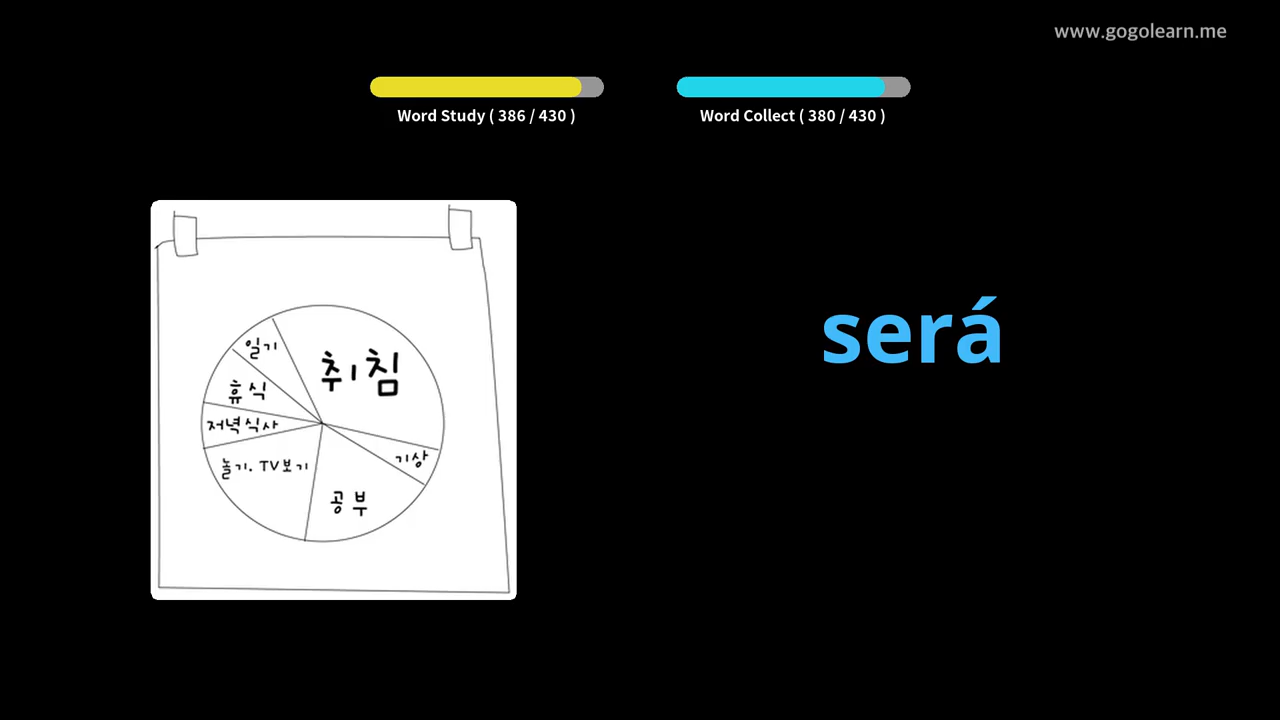 www.gogolearn.me
Word Study ( 386 / 430 )
Word Collect ( 380 / 430 )
일기
취침
휴식
저녁식사
기상
놀기. TV보기
공부
será